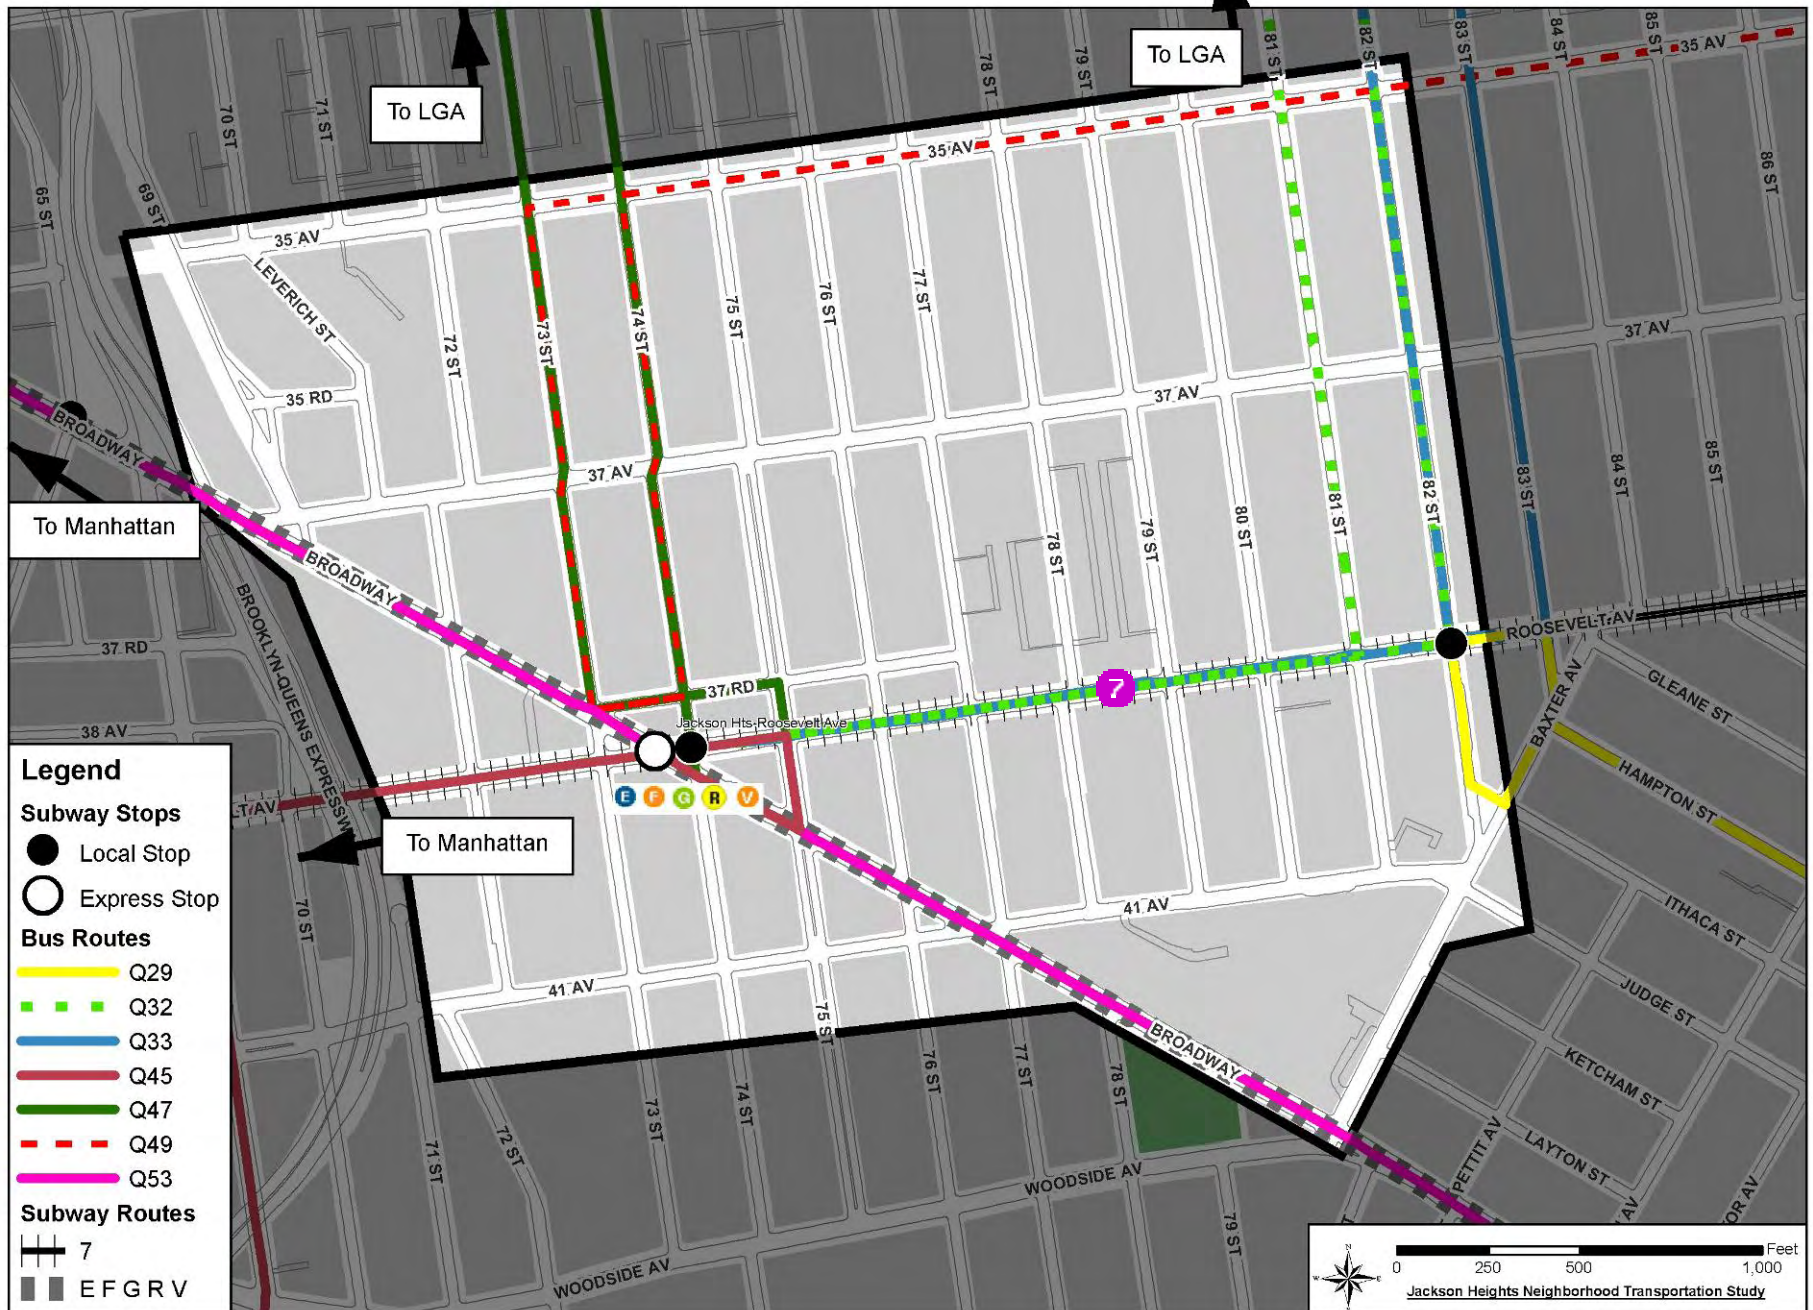 To LGA
To LGA
81 ST
82 ST
83 ST
84 ST
85 ST
35 AV
78 ST
79 ST
70 ST
71 ST
65 ST
69 ST
86 ST
35 AV
35 AV
LEVERICH ST
72 ST
73 ST
74 ST
75 ST
76 ST
77 ST
37 AV
35 RD
37 AV
37 AV
BROADWAY
To Manhattan
BROADWAY
78 ST
79 ST
80 ST
81 ST
82 ST
83 ST
84 ST
85 ST
BROOKLYN-QUEENS EXPRESSW
37 RD
38 AV
37 RD
7
ROOSEVELT AV
BAXTER AV
GLEANE ST
Jackson Hts-Roosevelt Ave
E F G R V
LT AV
To Manhattan
HAMPTON ST
70 ST
41 AV
41 AV
ITHACA ST
JUDGE ST
KETCHAM ST
LAYTON ST
PETTIT AV
BROADWAY
75 ST
71 ST
72 ST
73 ST
74 ST
76 ST
77 ST
78 ST
79 ST
WOODSIDE AV
WOODSIDE AV
Legend
Subway Stops
Local Stop
Express Stop
Bus Routes
Q29
Q32
Q33
Q45
Q47
Q49
Q53
Subway Routes
7
E F G R V
N
Feet
0 250 500 1,000
Jackson Heights Neighborhood Transportation Study